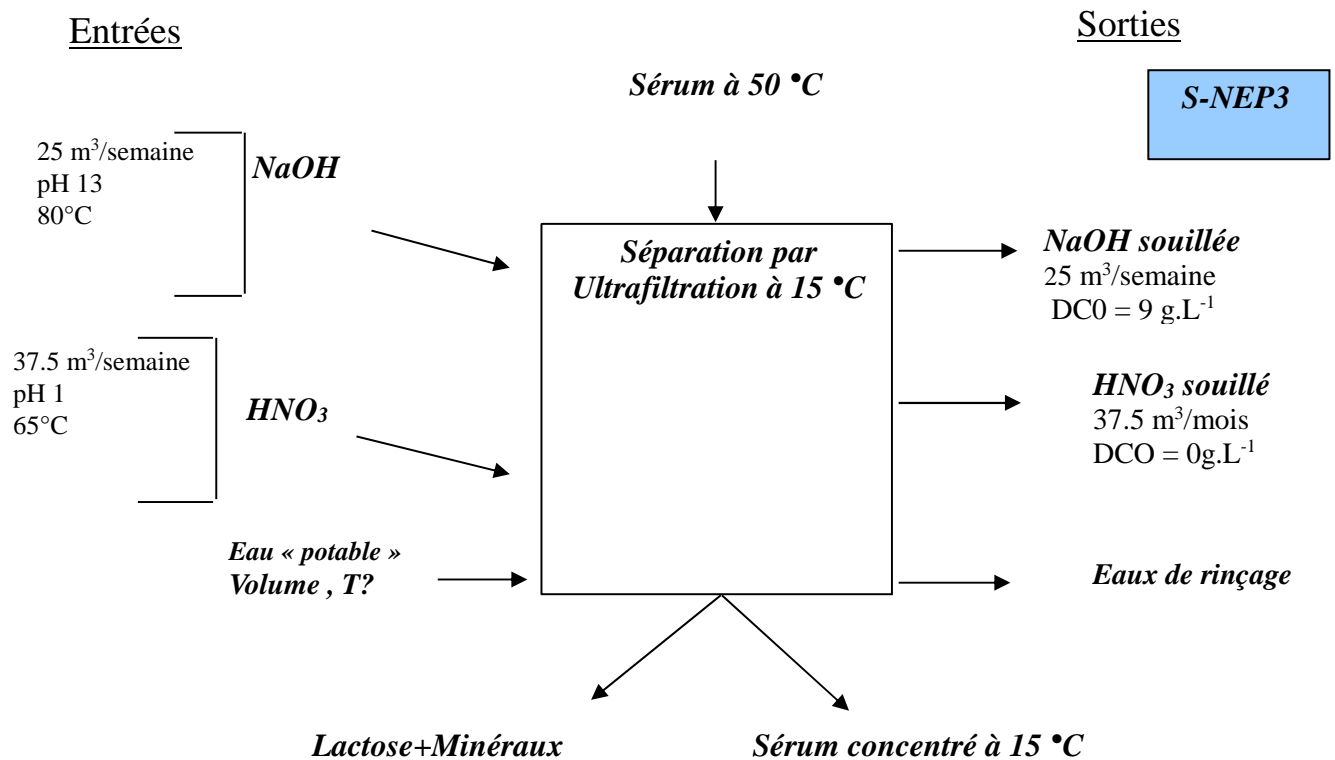 Entrées
Sorties
Sérum à 50 °C
S-NEP3
25 m³/semaine
pH 13
80°C
NaOH
Séparation par
Ultrafiltration à 15 °C
NaOH souillée
25 m³/semaine
DC0 = 9 g.L⁻¹
37.5 m³/semaine
pH 1
65°C
HNO₃
HNO₃ souillé
37.5 m³/mois
DCO = 0g.L⁻¹
Eau « potable »
Volume , T?
Eaux de rinçage
Lactose+Minéraux
Sérum concentré à 15 °C